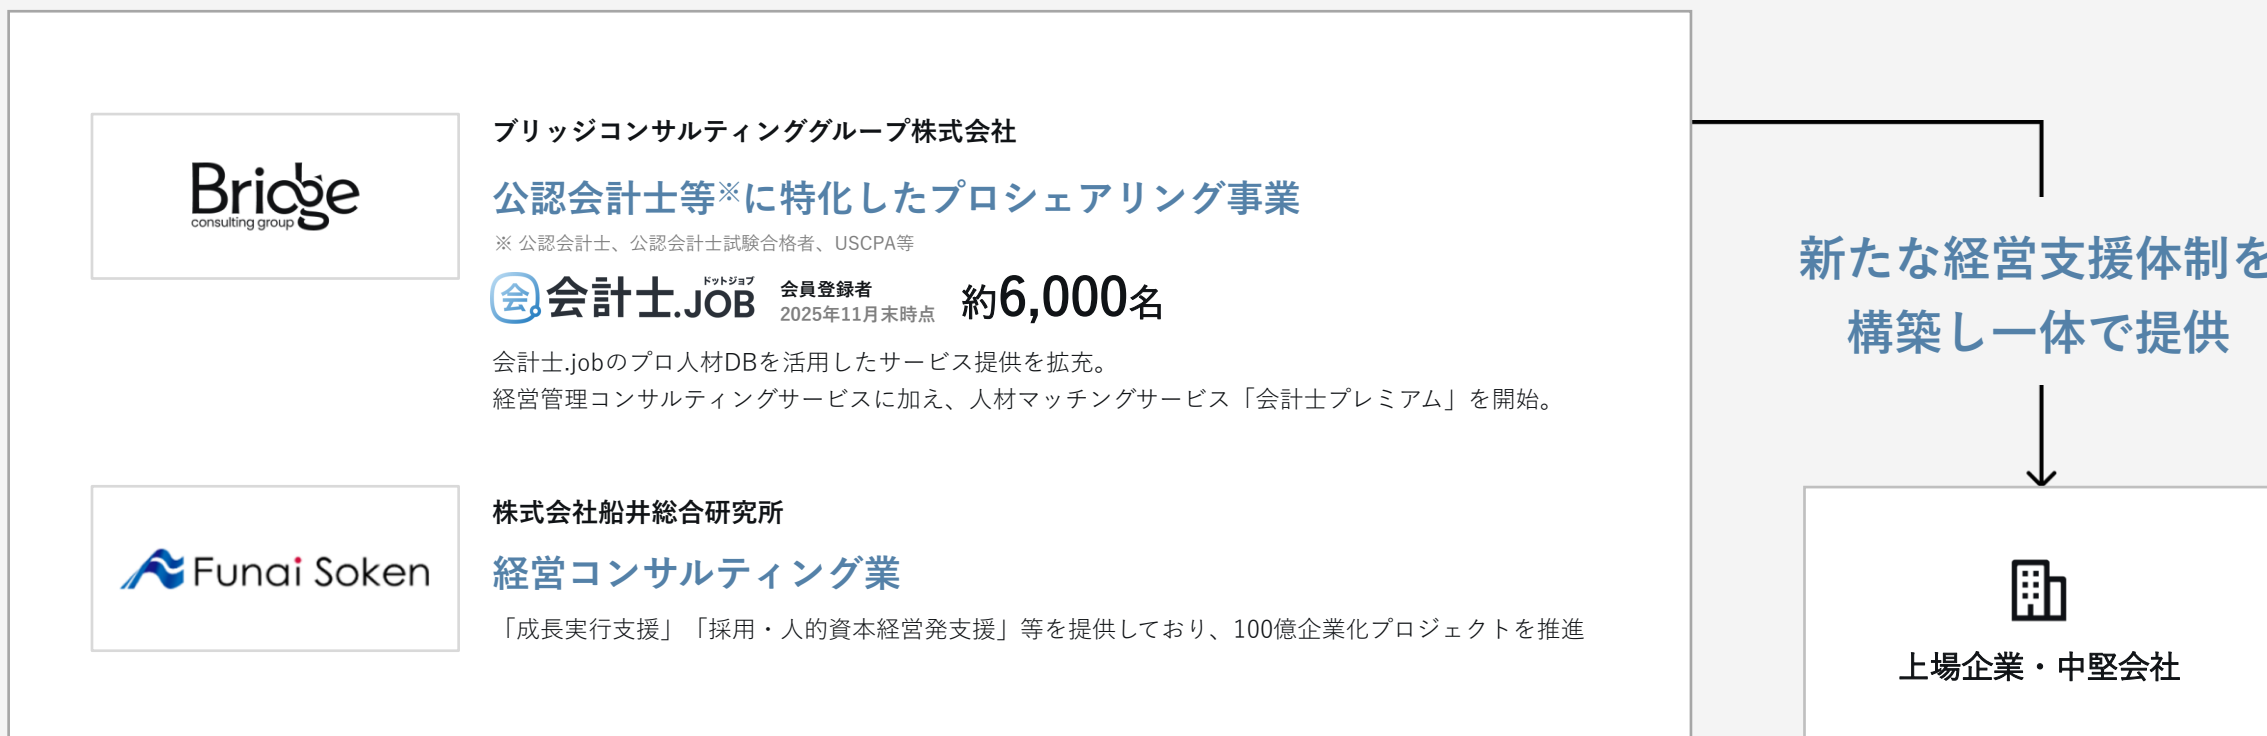 Bridge
consulting group
ブリッジコンサルティンググループ株式会社
公認会計士等※に特化したプロシェアリング事業
※ 公認会計士、公認会計士試験合格者、USCPA等
会 会計士.JOB
ドットジョブ
会員登録者
2025年11月末時点
約6,000名
会計士.jobのプロ人材DBを活用したサービス提供を拡充。
経営管理コンサルティングサービスに加え、人材マッチングサービス「会計士プレミアム」を開始。
Funai Soken
株式会社船井総合研究所
経営コンサルティング業
「成長実行支援」「採用・人的資本経営発支援」等を提供しており、100億企業化プロジェクトを推進
新たな経営支援体制を
構築し一体で提供
上場企業・中堅会社